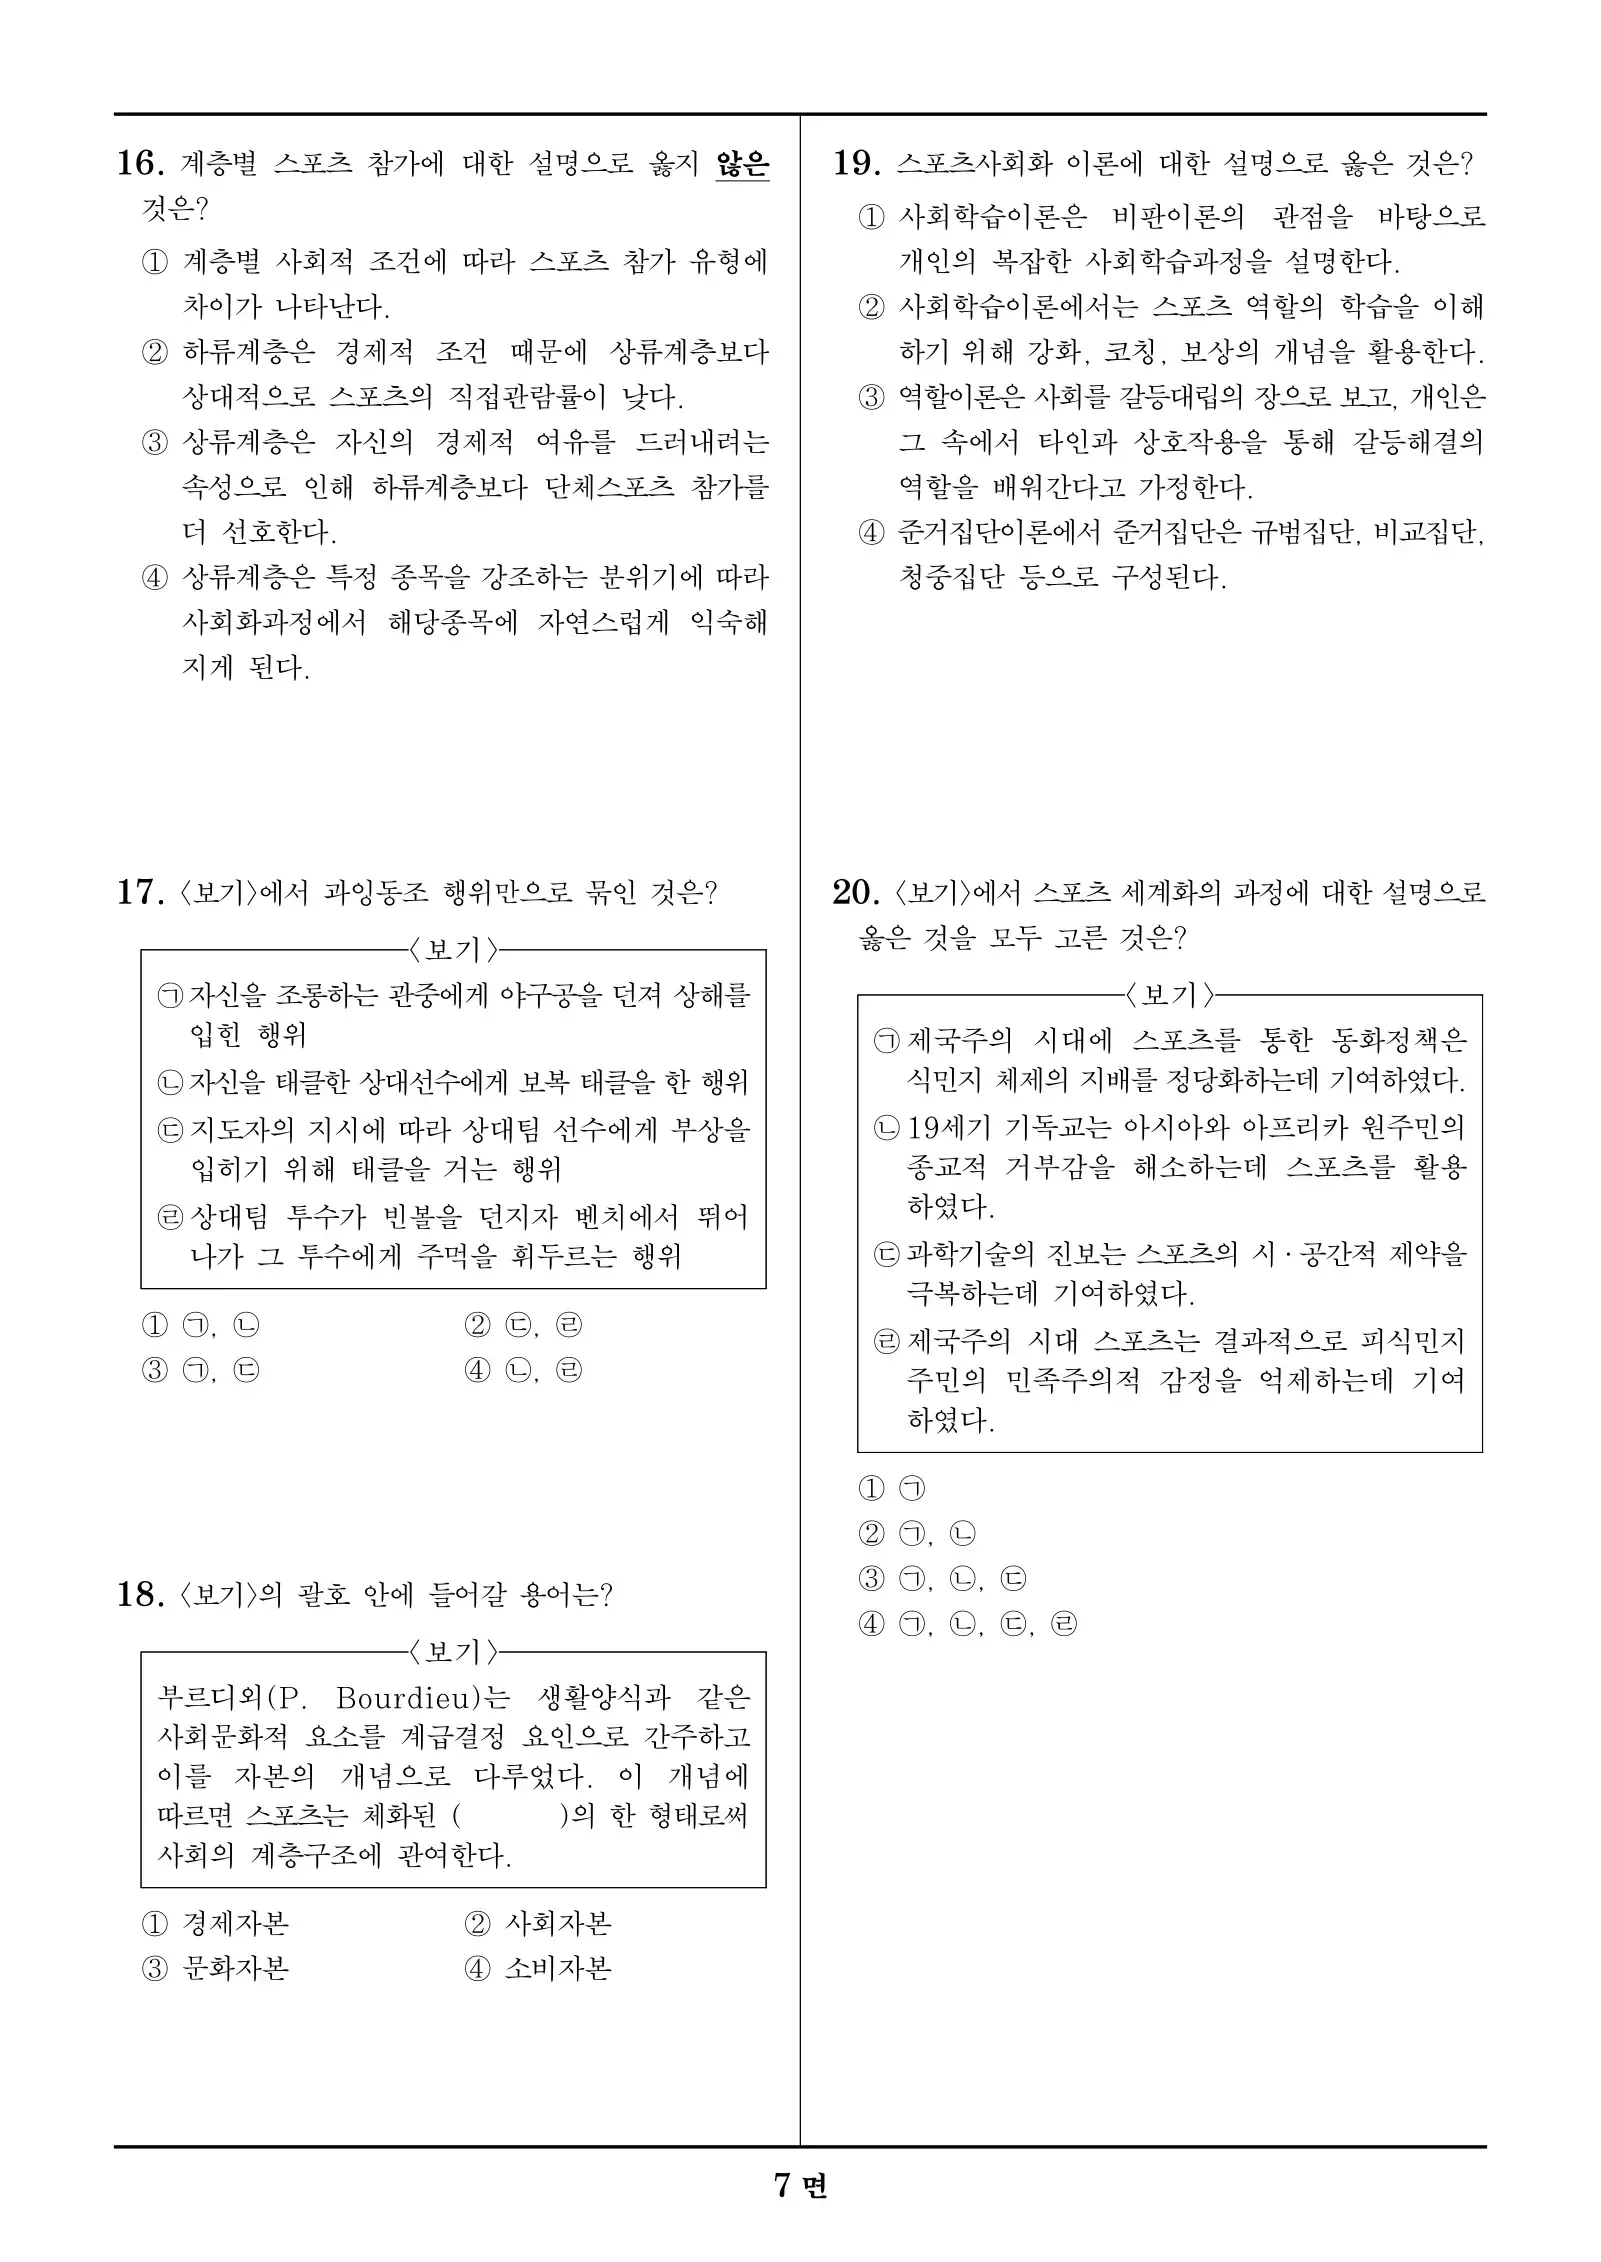 16. 계층별 스포츠 참가에 대한 설명으로 옳지 않은
것은?
① 계층별 사회적 조건에 따라 스포츠 참가 유형에
차이가 나타난다.
② 하류계층은 경제적 조건 때문에 상류계층보다
상대적으로 스포츠의 직접관람률이 낮다.
③ 상류계층은 자신의 경제적 여유를 드러내려는
속성으로 인해 하류계층보다 단체스포츠 참가를
더 선호한다.
④ 상류계층은 특정 종목을 강조하는 분위기에 따라
사회화과정에서 해당종목에 자연스럽게 익숙해
지게 된다.
17. 〈보기〉에서 과잉동조 행위만으로 묶인 것은?
〈보기〉
㉠ 자신을 조롱하는 관중에게 야구공을 던져 상해를
입힌 행위
㉡ 자신을 태클한 상대선수에게 보복 태클을 한 행위
㉢ 지도자의 지시에 따라 상대팀 선수에게 부상을
입히기 위해 태클을 거는 행위
㉣ 상대팀 투수가 빈볼을 던지자 벤치에서 뛰어
나가 그 투수에게 주먹을 휘두르는 행위
① ㉠, ㉡ ② ㉢, ㉣
③ ㉠, ㉢ ④ ㉡, ㉣
18. 〈보기〉의 괄호 안에 들어갈 용어는?
〈보기〉
부르디외(P. Bourdieu)는 생활양식과 같은
사회문화적 요소를 계급결정 요인으로 간주하고
이를 자본의 개념으로 다루었다. 이 개념에
따르면 스포츠는 체화된 ( )의 한 형태로써
사회의 계층구조에 관여한다.
① 경제자본 ② 사회자본
③ 문화자본 ④ 소비자본
19. 스포츠사회화 이론에 대한 설명으로 옳은 것은?
① 사회학습이론은 비판이론의 관점을 바탕으로
개인의 복잡한 사회학습과정을 설명한다.
② 사회학습이론에서는 스포츠 역할의 학습을 이해
하기 위해 강화, 코칭, 보상의 개념을 활용한다.
③ 역할이론은 사회를 갈등대립의 장으로 보고, 개인은
그 속에서 타인과 상호작용을 통해 갈등해결의
역할을 배워간다고 가정한다.
④ 준거집단이론에서 준거집단은 규범집단, 비교집단,
청중집단 등으로 구성된다.
20. 〈보기〉에서 스포츠 세계화의 과정에 대한 설명으로
옳은 것을 모두 고른 것은?
〈보기〉
㉠ 제국주의 시대에 스포츠를 통한 동화정책은
식민지 체제의 지배를 정당화하는데 기여하였다.
㉡ 19세기 기독교는 아시아와 아프리카 원주민의
종교적 거부감을 해소하는데 스포츠를 활용
하였다.
㉢ 과학기술의 진보는 스포츠의 시·공간적 제약을
극복하는데 기여하였다.
㉣ 제국주의 시대 스포츠는 결과적으로 피식민지
주민의 민족주의적 감정을 억제하는데 기여
하였다.
① ㉠
② ㉠, ㉡
③ ㉠, ㉡, ㉢
④ ㉠, ㉡, ㉢, ㉣
7 면